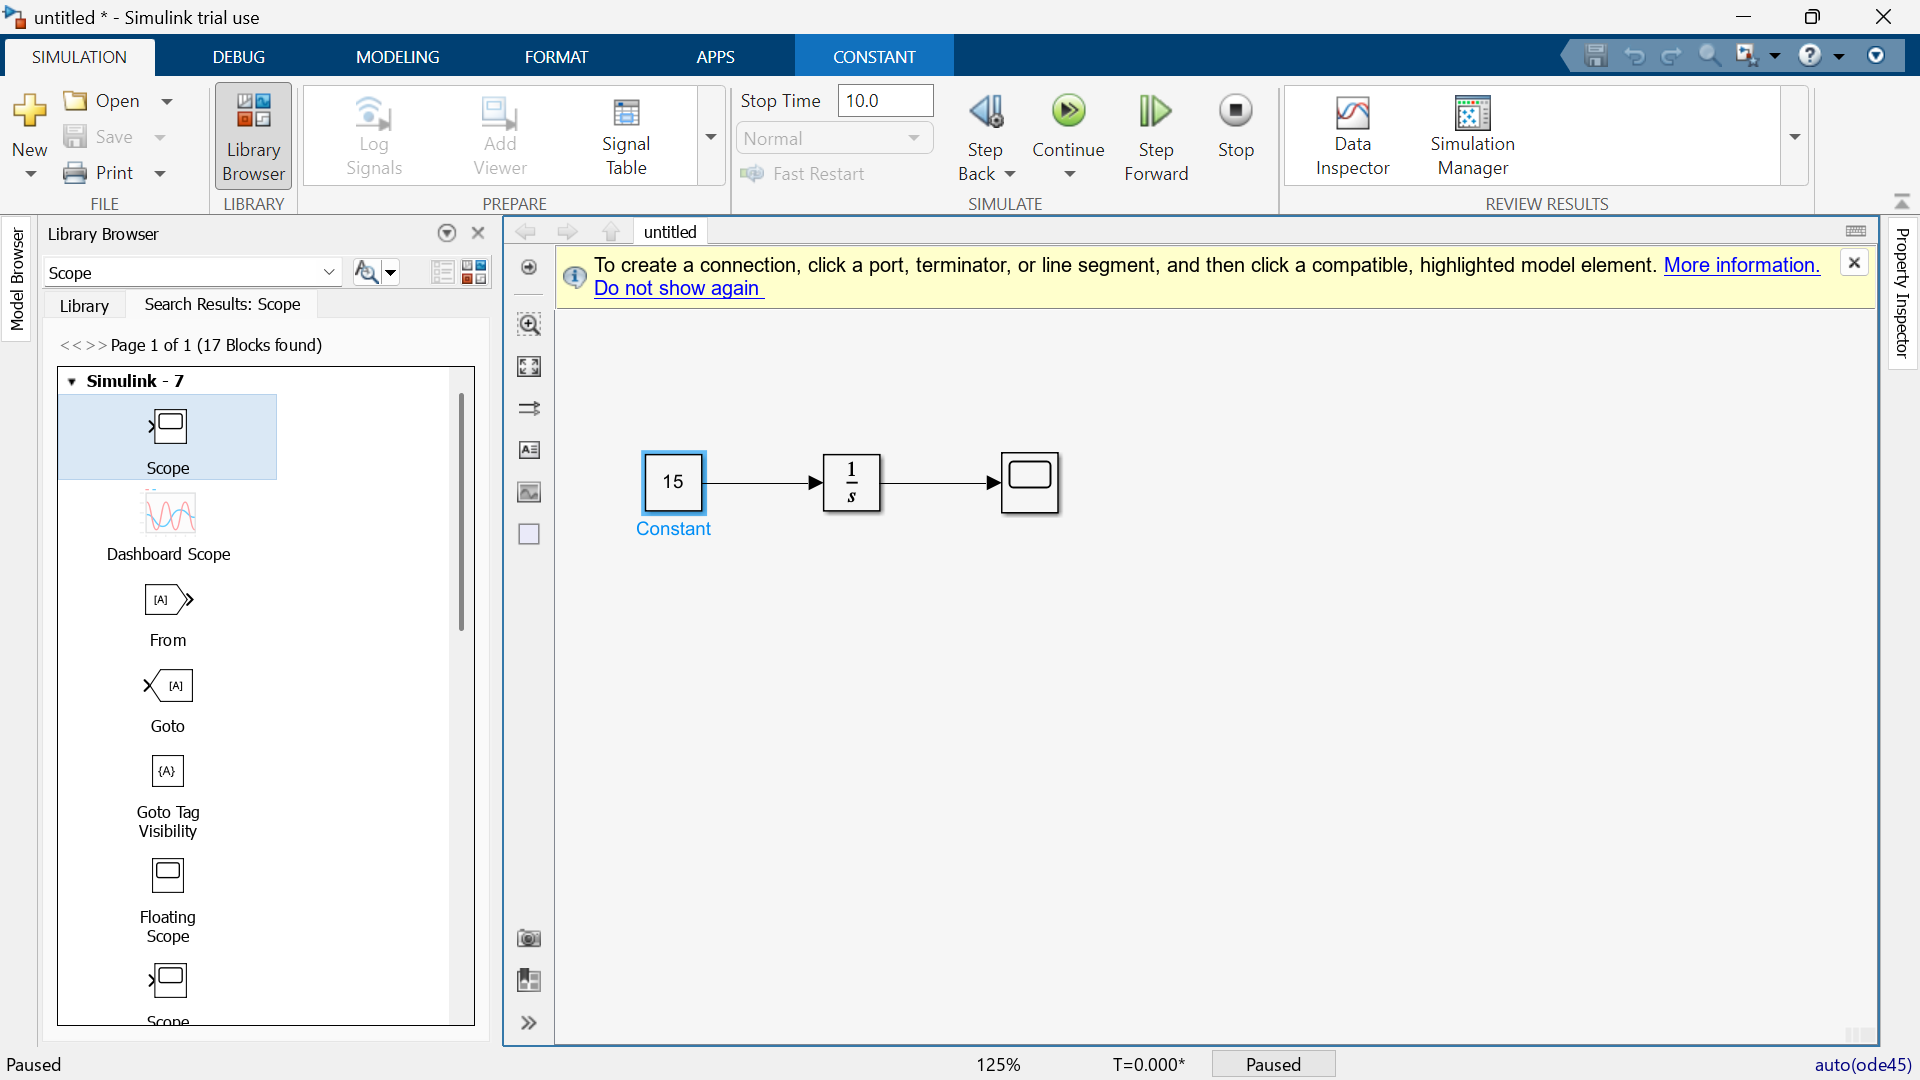 untitled * - Simulink trial use
SIMULATION
DEBUG
MODELING
FORMAT
APPS
CONSTANT
New
Open
Save
Print
FILE
Library
Browser
LIBRARY
Log
Signals
Add
Viewer
Signal
Table
PREPARE
Stop Time
10.0
Normal
Fast Restart
Step
Back
Continue
Step
Forward
Stop
SIMULATE
Data
Inspector
Simulation
Manager
REVIEW RESULTS
Model Browser
Library Browser
Scope
Library
Search Results: Scope
<< >> Page 1 of 1 (17 Blocks found)
Simulink - 7
Scope
Dashboard Scope
[A]
From
[A]
Goto
{A}
Goto Tag
Visibility
Floating
Scope
Scope
untitled
To create a connection, click a port, terminator, or line segment, and then click a compatible, highlighted model element. More information.
Do not show again
15
Constant
1
s
Property Inspector
Paused
125%
T=0.000*
Paused
auto(ode45)